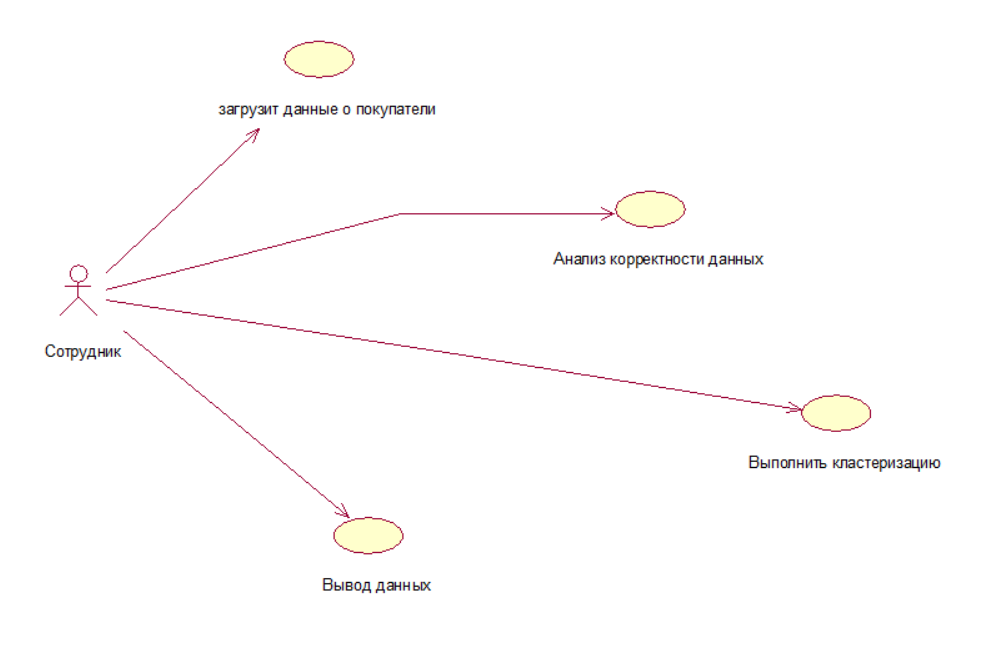 загрузит данные о покупатели
Анализ корректности данных
Сотрудник
Выполнить кластеризацию
Вывод данных